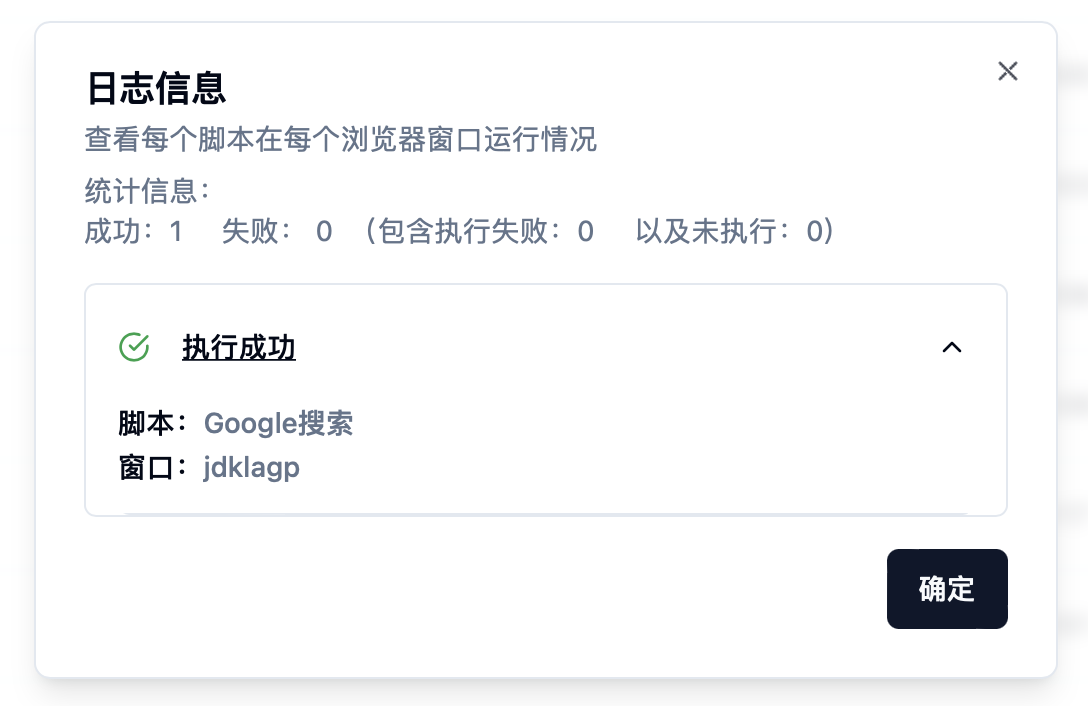 日志信息
查看每个脚本在每个浏览器窗口运行情况
统计信息：
成功：1 失败： 0 （包含执行失败：0 以及未执行：0）
执行成功
脚本：Google搜索
窗口：jdklagp
确定